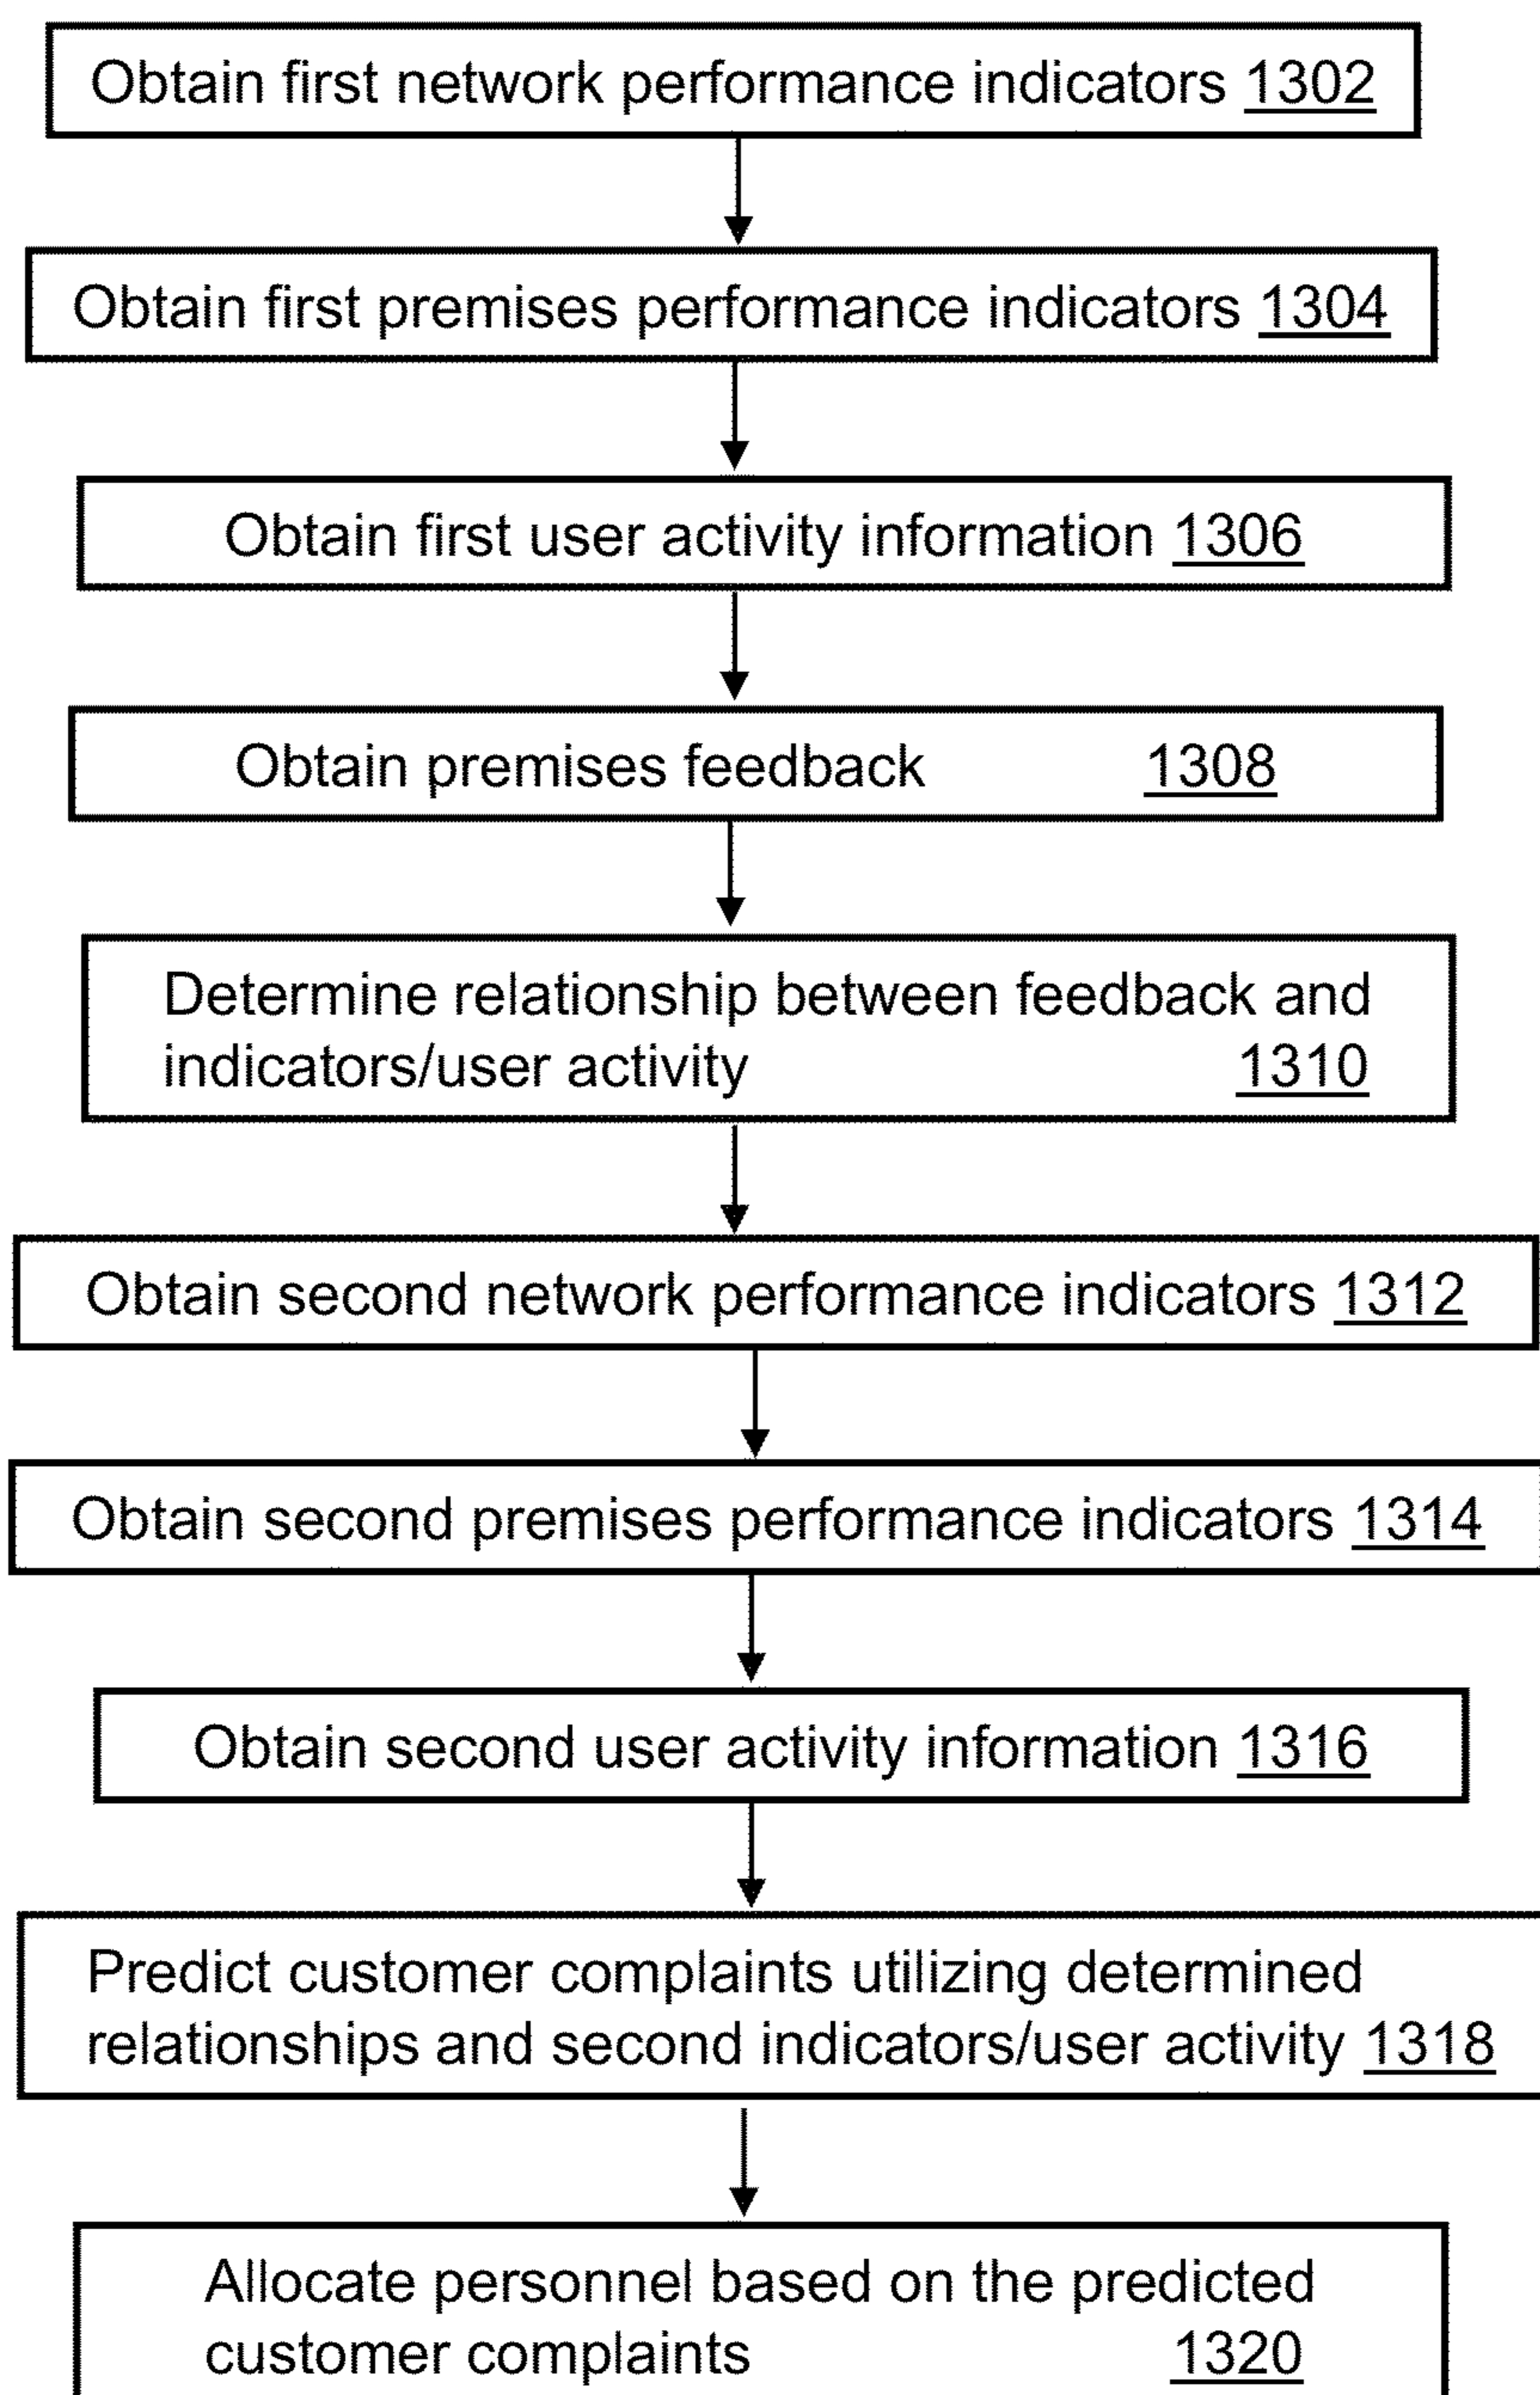 Obtain first network performance indicators 1302
Obtain first premises performance indicators 1304
Obtain first user activity information 1306
Obtain premises feedback 1308
Determine relationship between feedback and
indicators/user activity 1310
Obtain second network performance indicators 1312
Obtain second premises performance indicators 1314
Obtain second user activity information 1316
Predict customer complaints utilizing determined
relationships and second indicators/user activity 1318
Allocate personnel based on the predicted
customer complaints 1320